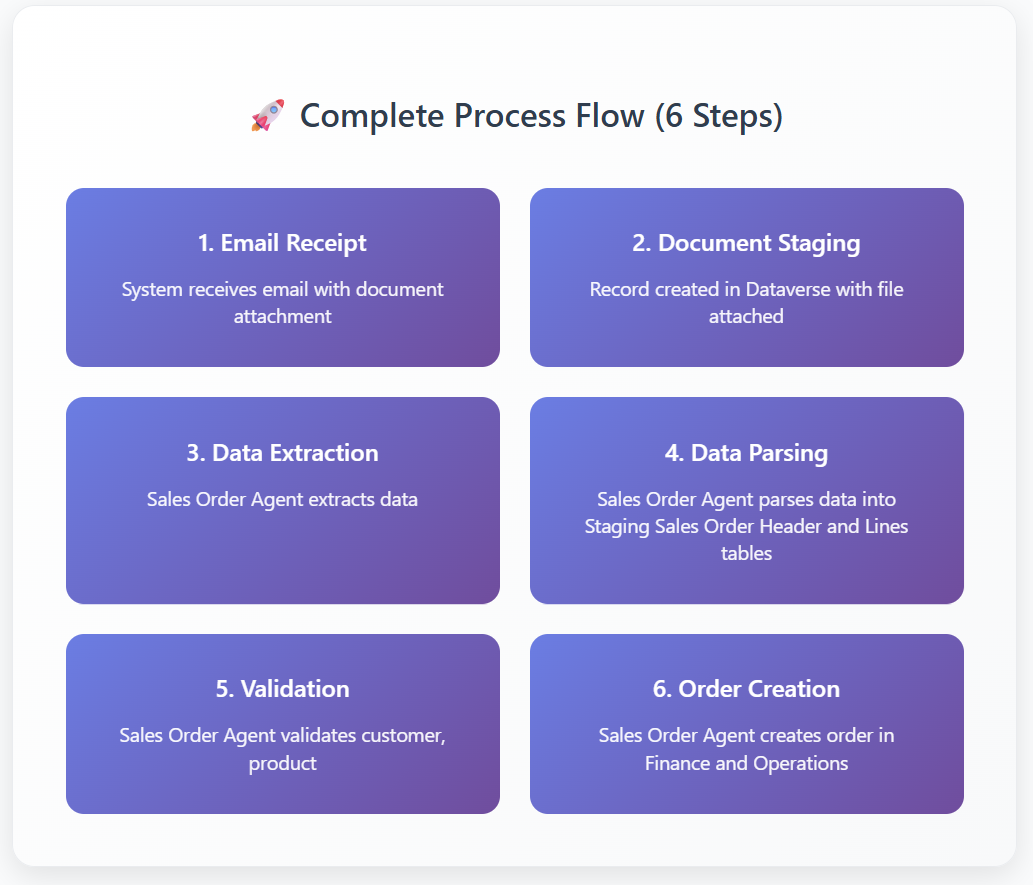 🚀 Complete Process Flow (6 Steps)
1. Email Receipt
System receives email with document
attachment
2. Document Staging
Record created in Dataverse with file
attached
3. Data Extraction
Sales Order Agent extracts data
4. Data Parsing
Sales Order Agent parses data into
Staging Sales Order Header and Lines
tables
5. Validation
Sales Order Agent validates customer,
product
6. Order Creation
Sales Order Agent creates order in
Finance and Operations